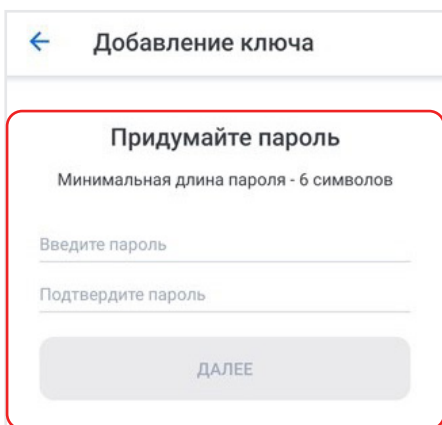 Добавление ключа
Придумайте пароль
Минимальная длина пароля - 6 символов
Введите пароль
Подтвердите пароль
ДАЛЕЕ